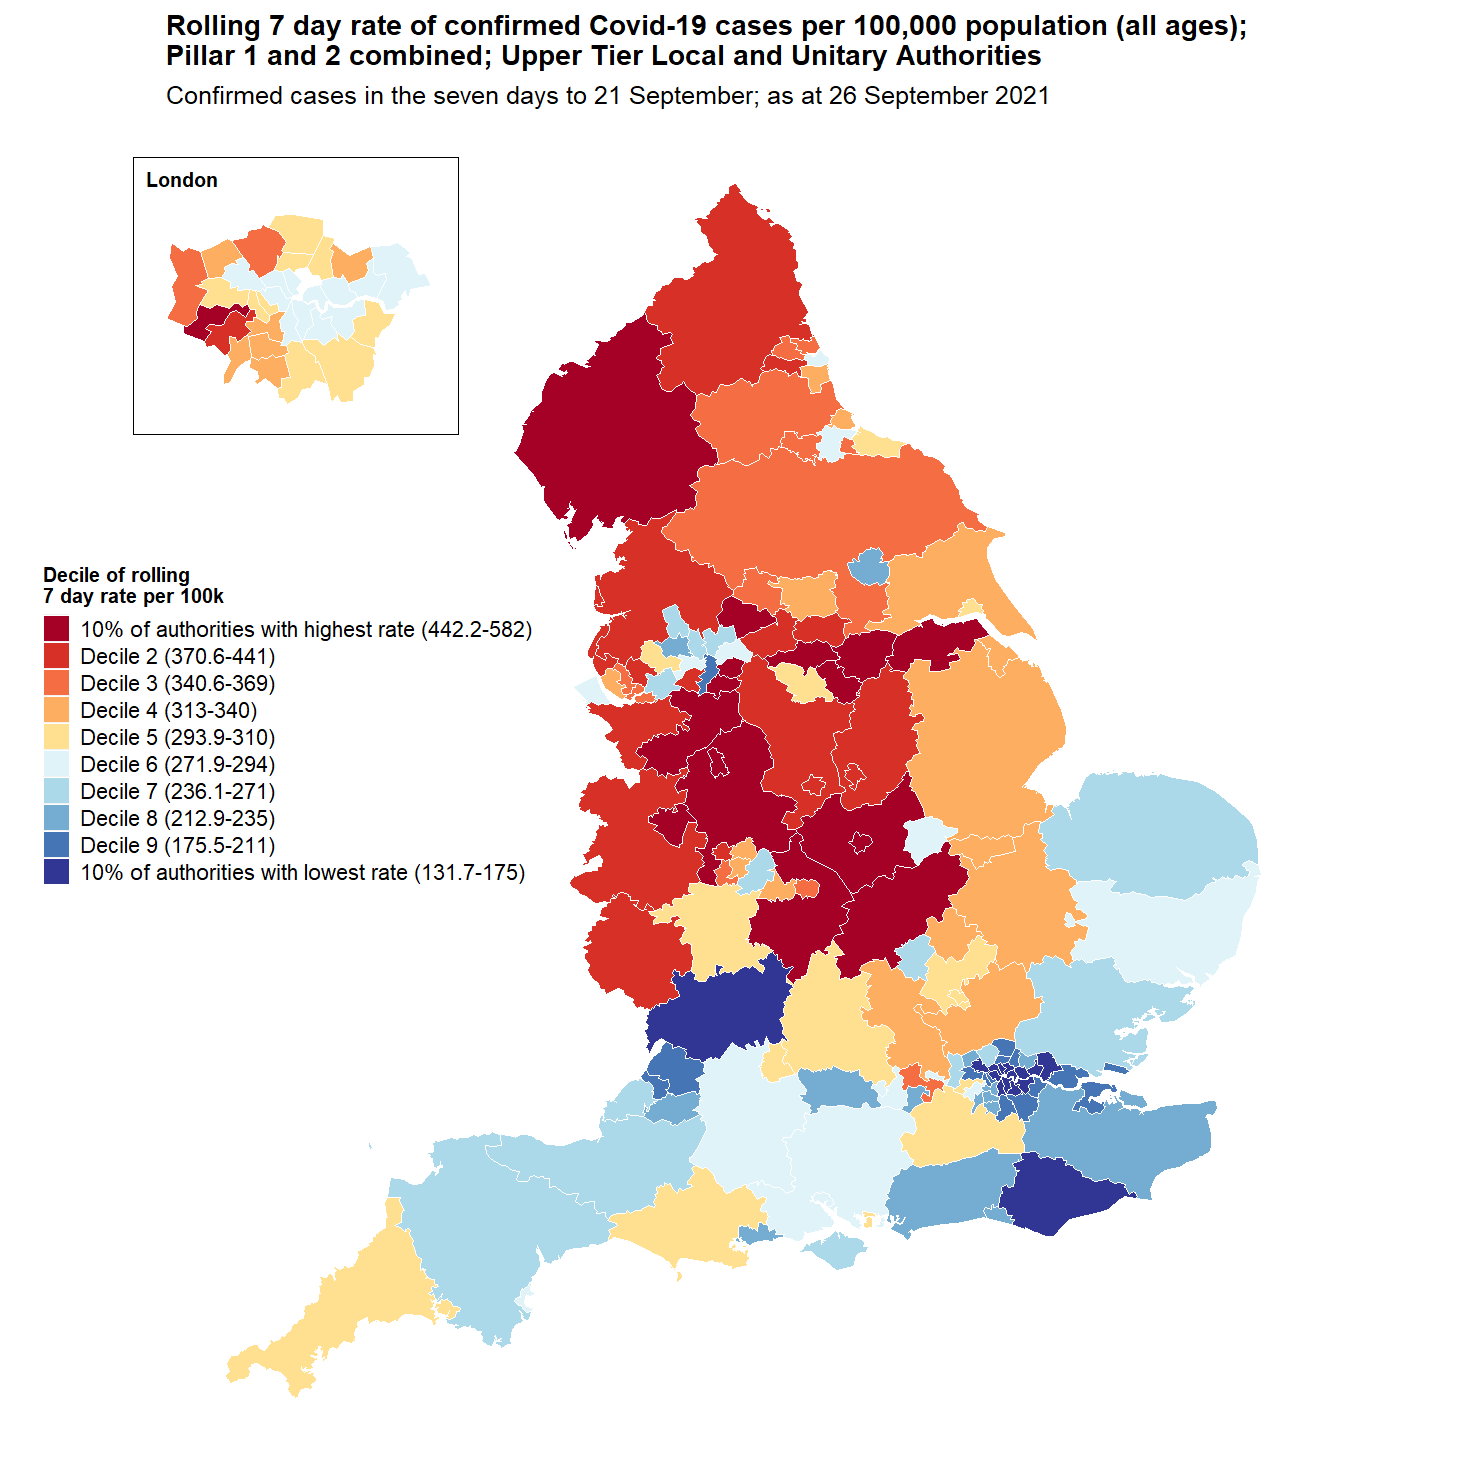 Rolling 7 day rate of confirmed Covid-19 cases per 100,000 population (all ages);
Pillar 1 and 2 combined; Upper Tier Local and Unitary Authorities
Confirmed cases in the seven days to 21 September; as at 26 September 2021
London
Decile of rolling
7 day rate per 100k
10% of authorities with highest rate (442.2-582)
Decile 2 (370.6-441)
Decile 3 (340.6-369)
Decile 4 (313-340)
Decile 5 (293.9-310)
Decile 6 (271.9-294)
Decile 7 (236.1-271)
Decile 8 (212.9-235)
Decile 9 (175.5-211)
10% of authorities with lowest rate (131.7-175)